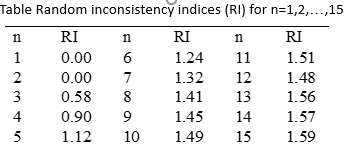 Table Random inconsistency indices (RI) for n=1,2,…,15
n RI n RI n RI
1 0.00 6 1.24 11 1.51
2 0.00 7 1.32 12 1.48
3 0.58 8 1.41 13 1.56
4 0.90 9 1.45 14 1.57
5 1.12 10 1.49 15 1.59